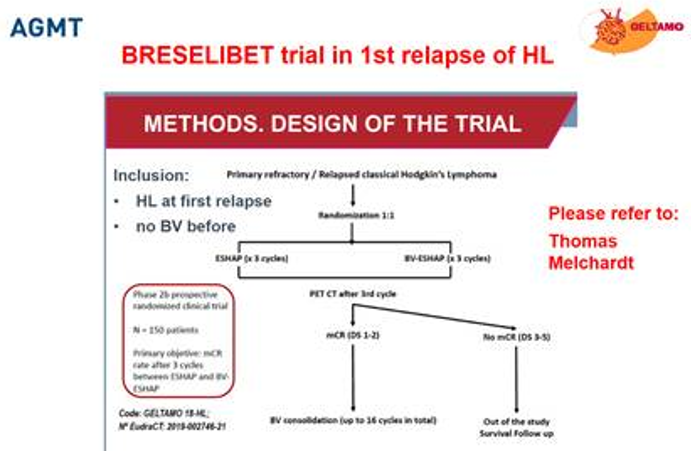 AGMT
GELTAMO
BRESELIBET trial in 1st relapse of HL
METHODS. DESIGN OF THE TRIAL
Inclusion:
• HL at first relapse
• no BV before
Primary refractory / Relapsed classical Hodgkin's Lymphoma
Randomization 1:1
ESHAP (x 3 cycles)
BV-ESHAP (x 3 cycles)
PET CT after 3rd cycle
mCR (DS 1-2)
No mCR (DS 3-5)
BV consolidation (up to 16 cycles in total)
Out of the study
Survival Follow up
Phase 2b prospective
randomized clinical trial
N = 150 patients
Primary objetive: mCR
rate after 3 cycles
between ESHAP and BV-
ESHAP
Code: GELTAMO 18-HL;
Nº EudraCT: 2019-002746-21
Please refer to:
Thomas
Melchardt